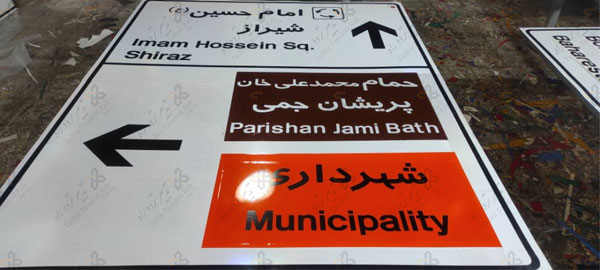 امام حسین (ع)
شیراز
Imam Hossein Sq.
Shiraz
حمام محمدعلی خان
پریشان جمی
Parishan Jami Bath
شهرداری
Municipality